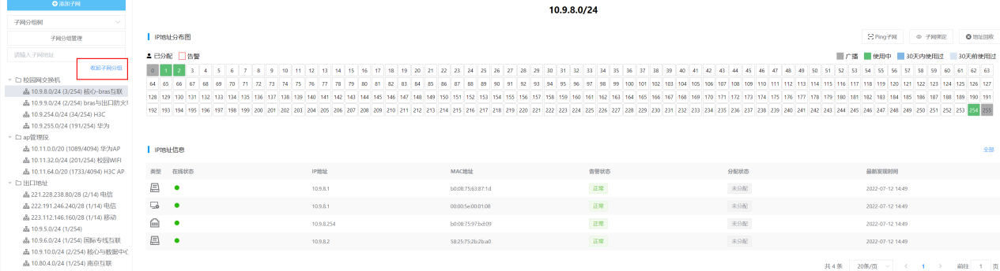 添加子网
子网分组树
子网分组管理
请输入子网地址
收起子网分组
校园网交换机
10.9.8.0/24 (3/254) 核心-bras互联
10.9.9.0/24 (2/254) bras与出口防火
10.9.254.0/24 (34/254) H3C
10.9.255.0/24 (191/254) 华为
ap管理段
10.11.0.0/20 (1089/4094) 华为AP
10.11.32.0/24 (201/254) 校园WIFI
10.11.64.0/20 (1733/4094) H3C AP
出口地址
221.228.238.80/28 (2/14) 电信
222.191.246.240/28 (1/14) 电信
223.112.146.160/28 (1/14) 移动
10.9.5.0/24 (1/254)
10.9.6.0/24 (1/254) 国际专线互联
10.9.10.0/24 (2/254) 核心与数据中心
10.80.4.0/24 (1/254) 南京互联
10.9.8.0/24
IP地址分布图
Ping子网 子网绑定 地址回收
已分配 告警 广播 使用中 30天内使用过 30天前使用过
0 1 2 3 4 5 6 7 8 9 10 11 12 13 14 15 16 17 18 19 20 21 22 23 24 25 26 27 28 29 30 31 32 33 34 35 36 37 38 39 40 41 42 43 44 45 46 47 48 49 50 51 52 53 54 55 56 57 58 59 60 61 62 63
64 65 66 67 68 69 70 71 72 73 74 75 76 77 78 79 80 81 82 83 84 85 86 87 88 89 90 91 92 93 94 95 96 97 98 99 100 101 102 103 104 105 106 107 108 109 110 111 112 113 114 115 116 117 118 119 120 121 122 123 124 125 126 127
128 129 130 131 132 133 134 135 136 137 138 139 140 141 142 143 144 145 146 147 148 149 150 151 152 153 154 155 156 157 158 159 160 161 162 163 164 165 166 167 168 169 170 171 172 173 174 175 176 177 178 179 180 181 182 183 184 185 186 187 188 189 190 191
192 193 194 195 196 197 198 199 200 201 202 203 204 205 206 207 208 209 210 211 212 213 214 215 216 217 218 219 220 221 222 223 224 225 226 227 228 229 230 231 232 233 234 235 236 237 238 239 240 241 242 243 244 245 246 247 248 249 250 251 252 253 254 255
IP地址信息 全部
类型 在线状态 IP地址 MAC地址 告警状态 分配状态 最新发现时间
10.9.8.1 b0:08:75:63:87:1d 正常 未分配 2022-07-12 14:49
10.9.8.1 00:00:5e:00:01:08 正常 未分配 2022-07-12 14:49
10.9.8.254 b0:08:75:97:bd:09 正常 未分配 2022-07-12 14:49
10.9.8.2 58:25:75:2b:2b:a0 正常 未分配 2022-07-12 14:49
共 4 条 20条/页 1 前往 1 页